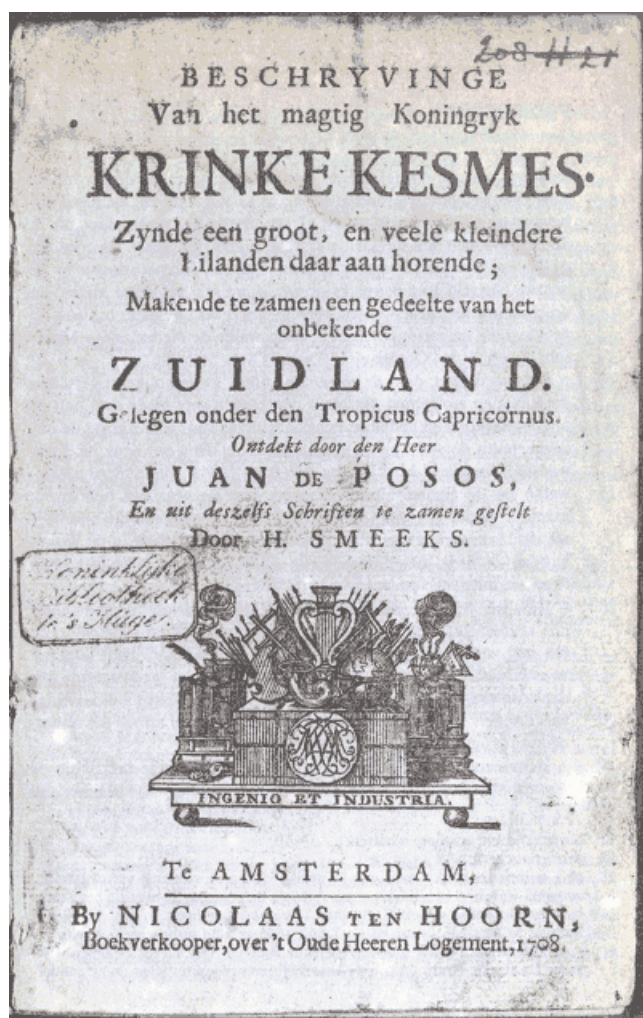 208 H 21
BESCHRYVINGE
Van het magtig Koningryk
KRINKE KESMES.
Zynde een groot, en veele kleindere
Eilanden daar aan horende;
Makende te zamen een gedeelte van het
onbekende
ZUIDLAND.
Gelegen onder den Tropicus Capricornus.
Ontdekt door den Heer
JUAN DE POSOS,
En uit deszelfs Schriften te zamen gestelt
Door H. SMEEKS.
Koninklijke
Bibliotheek
te 's Hage.
INGENIO ET INDUSTRIA.
Te AMSTERDAM,
By NICOLAAS TEN HOORN,
Boekverkooper, over 't Oude Heeren Logement, 1708.